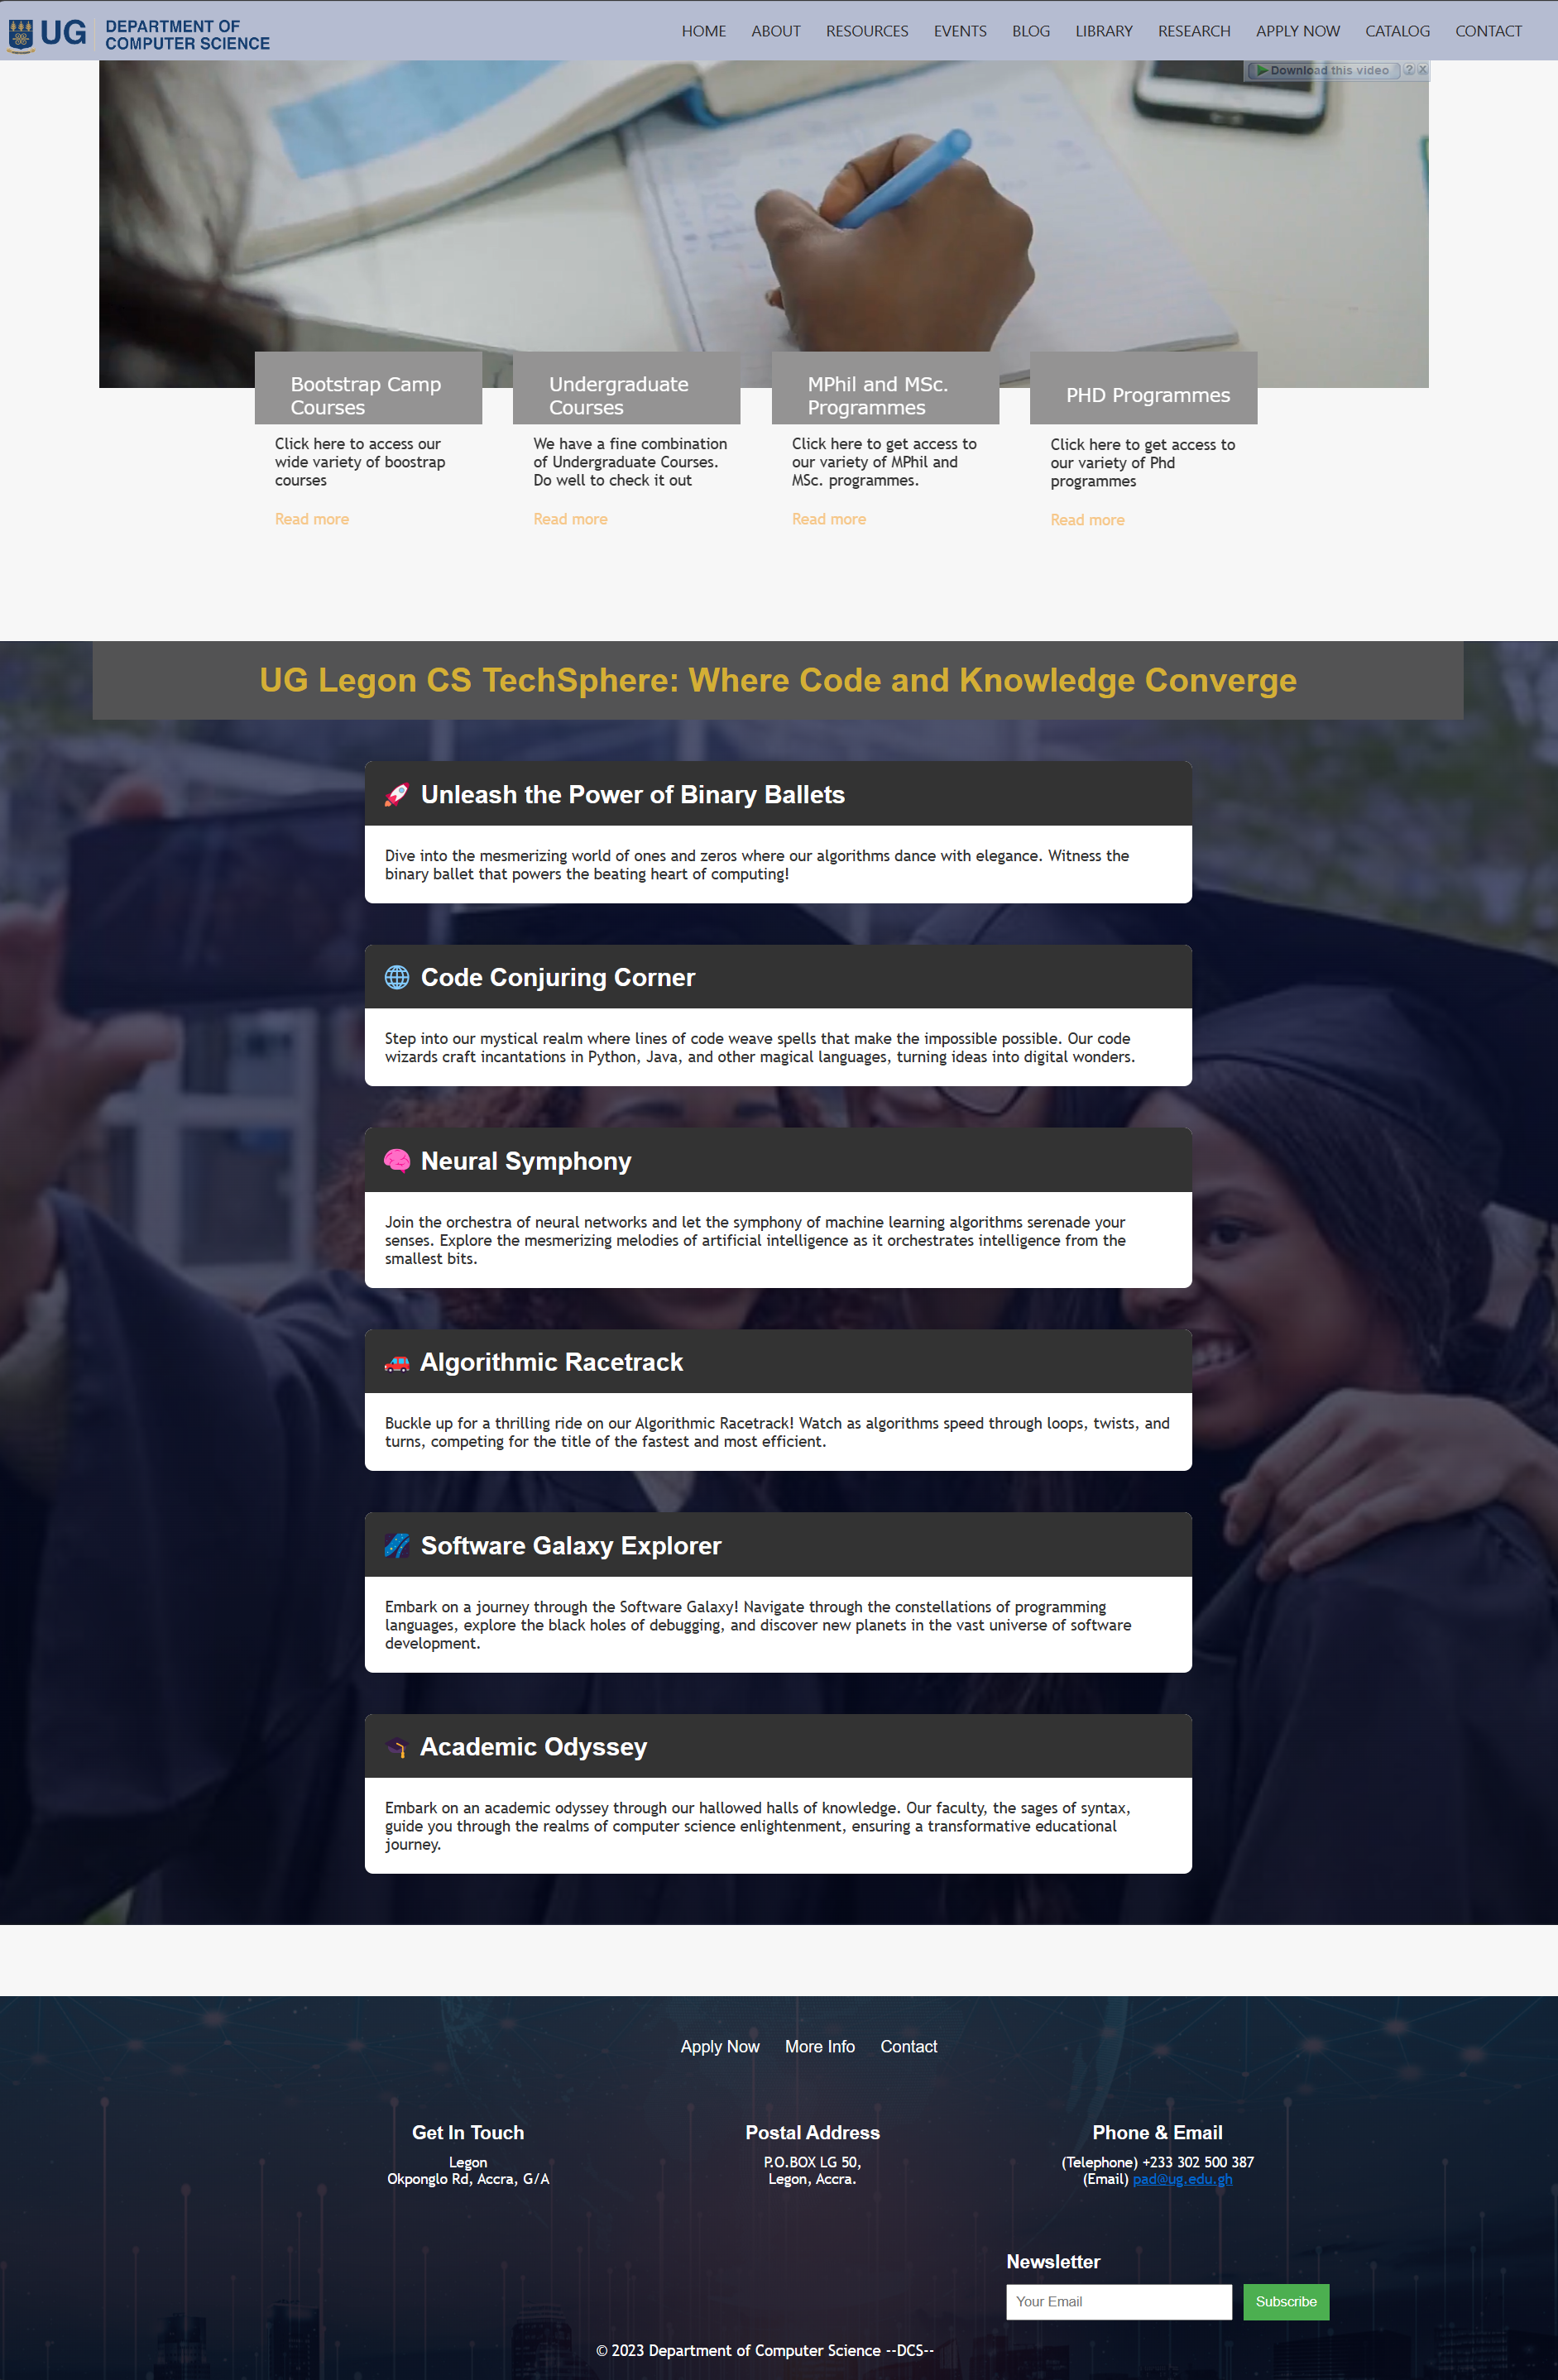 UG DEPARTMENT OF
COMPUTER SCIENCE
HOME ABOUT RESOURCES EVENTS BLOG LIBRARY RESEARCH APPLY NOW CATALOG CONTACT
Download this video ? X
Bootstrap Camp
Courses
Click here to access our
wide variety of boostrap
courses
Read more
Undergraduate
Courses
We have a fine combination
of Undergraduate Courses.
Do well to check it out
Read more
MPhil and MSc.
Programmes
Click here to get access to
our variety of MPhil and
MSc. programmes.
Read more
PHD Programmes
Click here to get access to
our variety of Phd
programmes
Read more
UG Legon CS TechSphere: Where Code and Knowledge Converge
🚀 Unleash the Power of Binary Ballets
Dive into the mesmerizing world of ones and zeros where our algorithms dance with elegance. Witness the
binary ballet that powers the beating heart of computing!
🌐 Code Conjuring Corner
Step into our mystical realm where lines of code weave spells that make the impossible possible. Our code
wizards craft incantations in Python, Java, and other magical languages, turning ideas into digital wonders.
🧠 Neural Symphony
Join the orchestra of neural networks and let the symphony of machine learning algorithms serenade your
senses. Explore the mesmerizing melodies of artificial intelligence as it orchestrates intelligence from the
smallest bits.
🚗 Algorithmic Racetrack
Buckle up for a thrilling ride on our Algorithmic Racetrack! Watch as algorithms speed through loops, twists, and
turns, competing for the title of the fastest and most efficient.
🌌 Software Galaxy Explorer
Embark on a journey through the Software Galaxy! Navigate through the constellations of programming
languages, explore the black holes of debugging, and discover new planets in the vast universe of software
development.
🎓 Academic Odyssey
Embark on an academic odyssey through our hallowed halls of knowledge. Our faculty, the sages of syntax,
guide you through the realms of computer science enlightenment, ensuring a transformative educational
journey.
Apply Now More Info Contact
Get In Touch
Legon
Okponglo Rd, Accra, G/A
Postal Address
P.O.BOX LG 50,
Legon, Accra.
Phone & Email
(Telephone) +233 302 500 387
(Email) pad@ug.edu.gh
Newsletter
Your Email Subscribe
© 2023 Department of Computer Science --DCS--